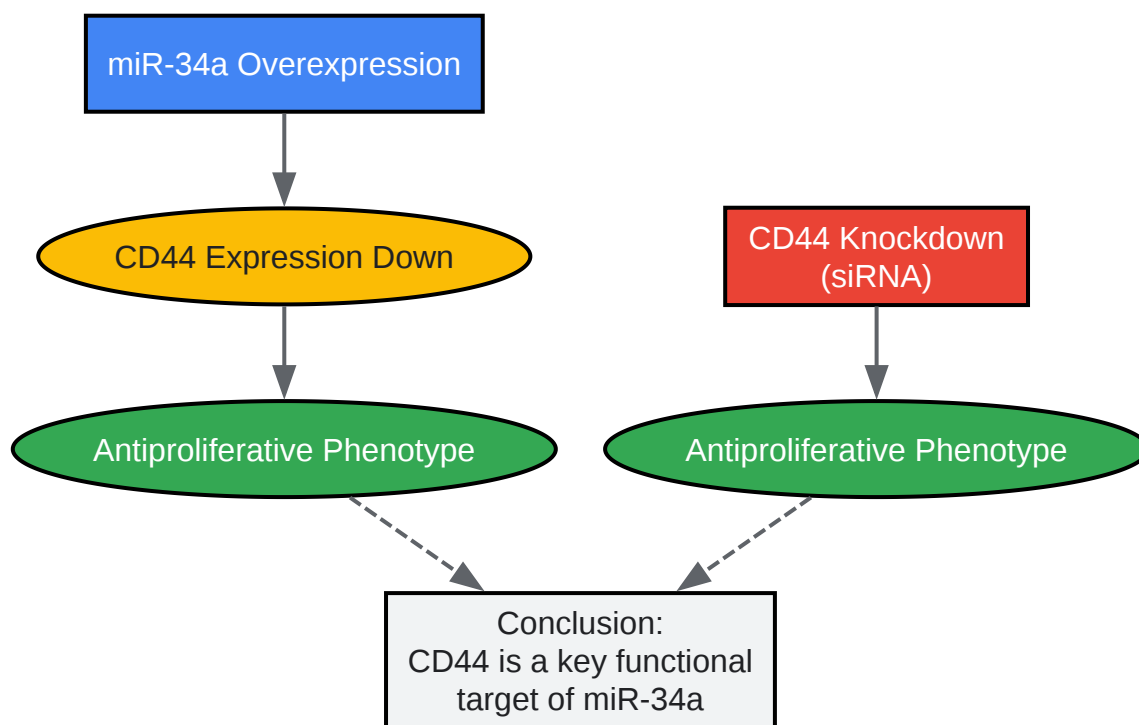 miR-34a Overexpression
CD44 Expression Down
CD44 Knockdown
(siRNA)
Antiproliferative Phenotype
Antiproliferative Phenotype
Conclusion:
CD44 is a key functional
target of miR-34a